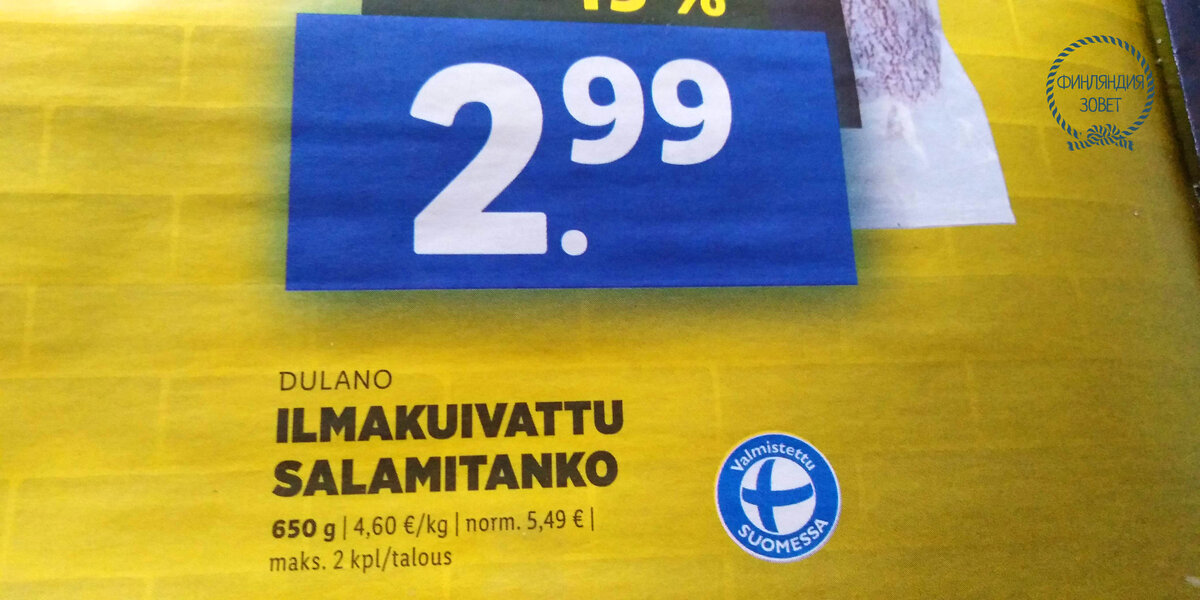 %
2.99
ФИНЛЯНДИЯ
ЗОВЕТ
DULANO
ILMAKUIVATTU
SALAMITANKO
650 g | 4,60 €/kg | norm. 5,49 € |
maks. 2 kpl/talous
Valmistettu
SUOMESSA